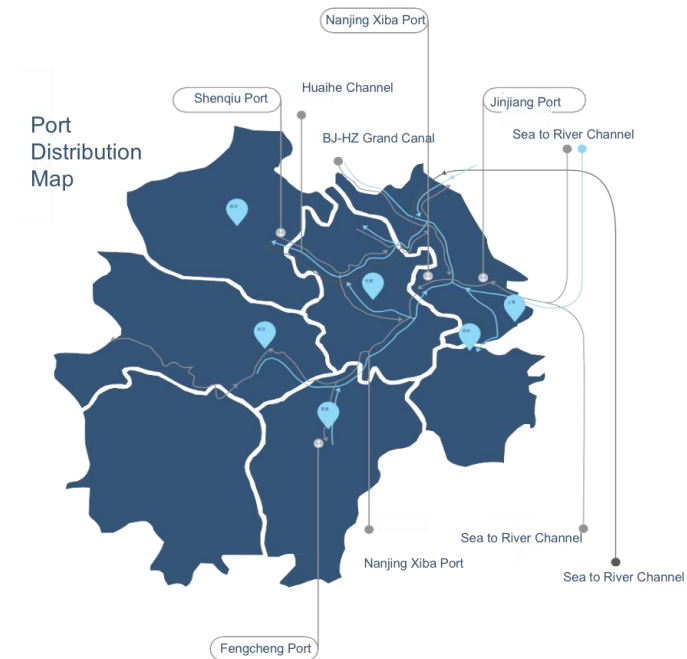 Nanjing Xiba Port
Huaihe Channel
Shenqiu Port
Jinjiang Port
Port
Distribution
Map
BJ-HZ Grand Canal
Sea to River Channel
Sea to River Channel
Nanjing Xiba Port
Sea to River Channel
Fengcheng Port